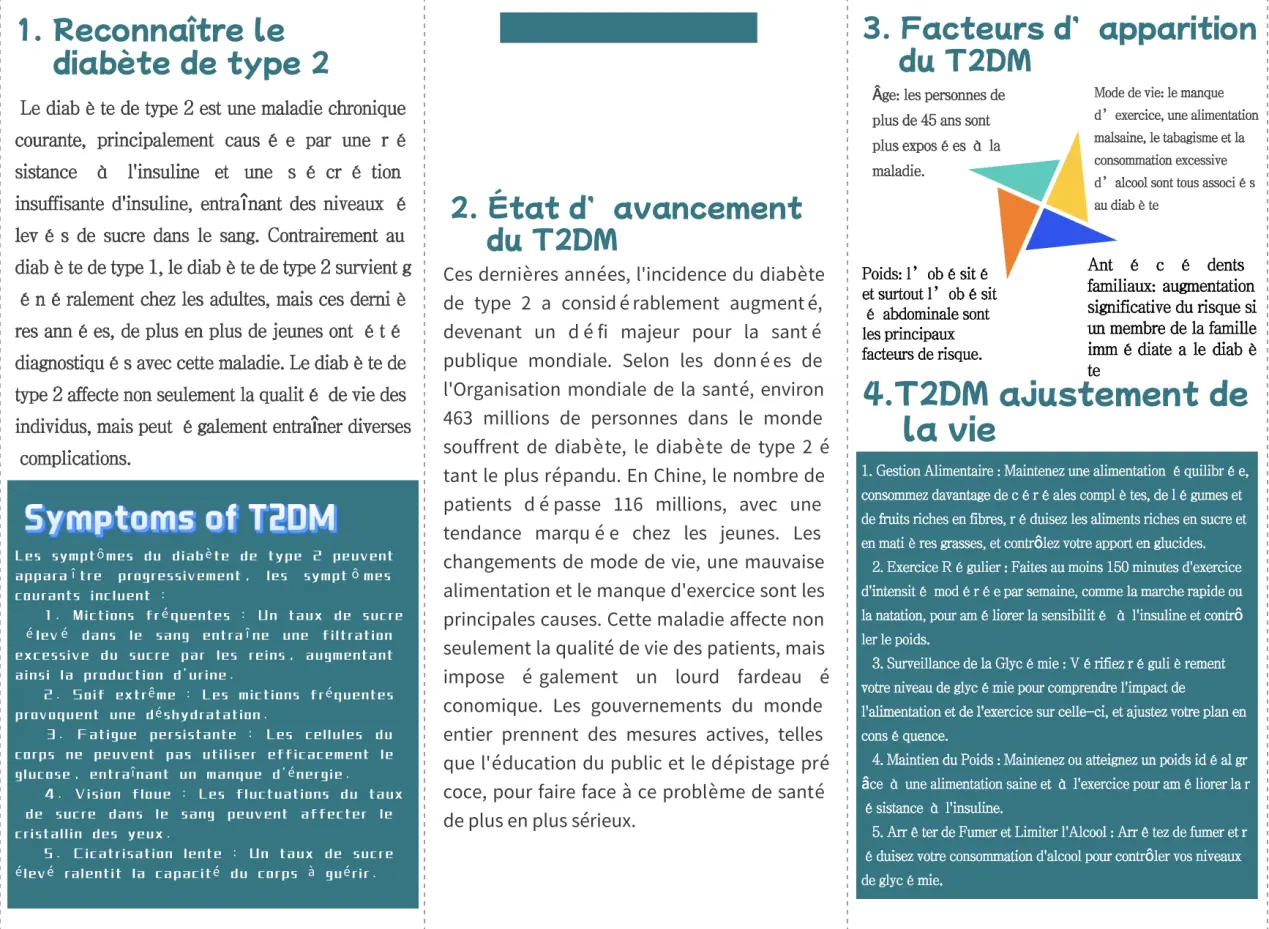 1. Reconnaître le
diabète de type 2
Le diab è te de type 2 est une maladie chronique
courante, principalement caus é e par une r é
sistance à l'insuline et une s é cr é tion
insuffisante d'insuline, entraînant des niveaux é
lev é s de sucre dans le sang. Contrairement au
diab è te de type 1, le diab è te de type 2 survient g
é n é ralement chez les adultes, mais ces derni è
res ann é es, de plus en plus de jeunes ont é t é
diagnostiqu é s avec cette maladie. Le diab è te de
type 2 affecte non seulement la qualit é de vie des
individus, mais peut é galement entraîner diverses
complications.
Symptoms of T2DM
Les symptômes du diabète de type 2 peuvent
apparaître progressivement, les sympt ô mes
courants incluent :
1. Mictions fréquentes : Un taux de sucre
élevé dans le sang entraîne une filtration
excessive du sucre par les reins, augmentant
ainsi la production d'urine.
2. Soif extrême : Les mictions fréquentes
provoquent une déshydratation.
3. Fatigue persistante : Les cellules du
corps ne peuvent pas utiliser efficacement le
glucose, entraînant un manque d'énergie.
4. Vision floue : Les fluctuations du taux
de sucre dans le sang peuvent affecter le
cristallin des yeux.
5. Cicatrisation lente : Un taux de sucre
élevé ralentit la capacité du corps à guérir.
2. État d’ avancement
du T2DM
Ces dernières années, l'incidence du diabète
de type 2 a considérablement augmenté,
devenant un défi majeur pour la santé
publique mondiale. Selon les données de
l'Organisation mondiale de la santé, environ
463 millions de personnes dans le monde
souffrent de diabète, le diabète de type 2 é
tant le plus répandu. En Chine, le nombre de
patients dépasse 116 millions, avec une
tendance marquée chez les jeunes. Les
changements de mode de vie, une mauvaise
alimentation et le manque d'exercice sont les
principales causes. Cette maladie affecte non
seulement la qualité de vie des patients, mais
impose également un lourd fardeau é
conomique. Les gouvernements du monde
entier prennent des mesures actives, telles
que l'éducation du public et le dépistage pré
coce, pour faire face à ce problème de santé
de plus en plus sérieux.
3. Facteurs d’ apparition
du T2DM
Âge: les personnes de
plus de 45 ans sont
plus expos é es à la
maladie.
Mode de vie: le manque
d’ exercice, une alimentation
malsaine, le tabagisme et la
consommation excessive
d’ alcool sont tous associ é s
au diab è te
Poids: l’ ob é sit é
et surtout l’ ob é sit
é abdominale sont
les principaux
facteurs de risque.
Ant é c é dents
familiaux: augmentation
significative du risque si
un membre de la famille
imm é diate a le diab è
te
4.T2DM ajustement de
la vie
1. Gestion Alimentaire : Maintenez une alimentation é quilibr é e,
consommez davantage de c é r é ales compl è tes, de l é gumes et
de fruits riches en fibres, r é duisez les aliments riches en sucre et
en mati è res grasses, et contrôlez votre apport en glucides.
2. Exercice R é gulier : Faites au moins 150 minutes d'exercice
d'intensit é mod é r é e par semaine, comme la marche rapide ou
la natation, pour am é liorer la sensibilit é à l'insuline et contrô
ler le poids.
3. Surveillance de la Glyc é mie : V é rifiez r é guli è rement
votre niveau de glyc é mie pour comprendre l'impact de
l'alimentation et de l'exercice sur celle-ci, et ajustez votre plan en
cons é quence.
4. Maintien du Poids : Maintenez ou atteignez un poids id é al gr
âce à une alimentation saine et à l'exercice pour am é liorer la r
é sistance à l'insuline.
5. Arr ê ter de Fumer et Limiter l'Alcool : Arr ê tez de fumer et r
é duisez votre consommation d'alcool pour contrôler vos niveaux
de glyc é mie.